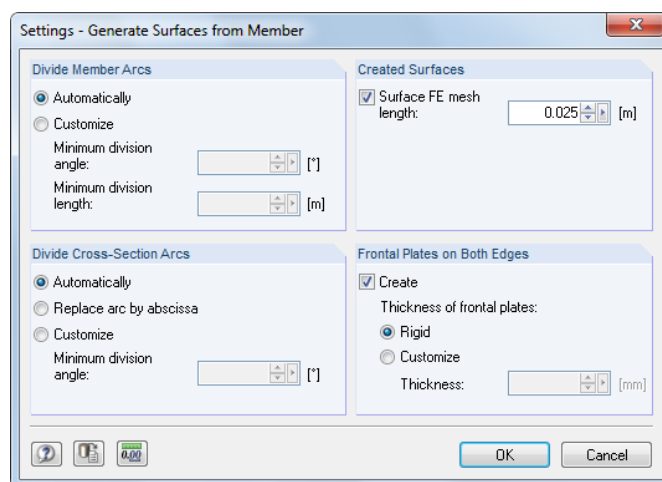 Settings - Generate Surfaces from Member
Divide Member Arcs
Automatically
Customize
Minimum division
angle:
[°]
Minimum division
length:
[m]
Created Surfaces
Surface FE mesh
length:
0.025
[m]
Divide Cross-Section Arcs
Automatically
Replace arc by abscissa
Customize
Minimum division
angle:
[°]
Frontal Plates on Both Edges
Create
Thickness of frontal plates:
Rigid
Customize
Thickness:
[mm]
0.00
OK
Cancel